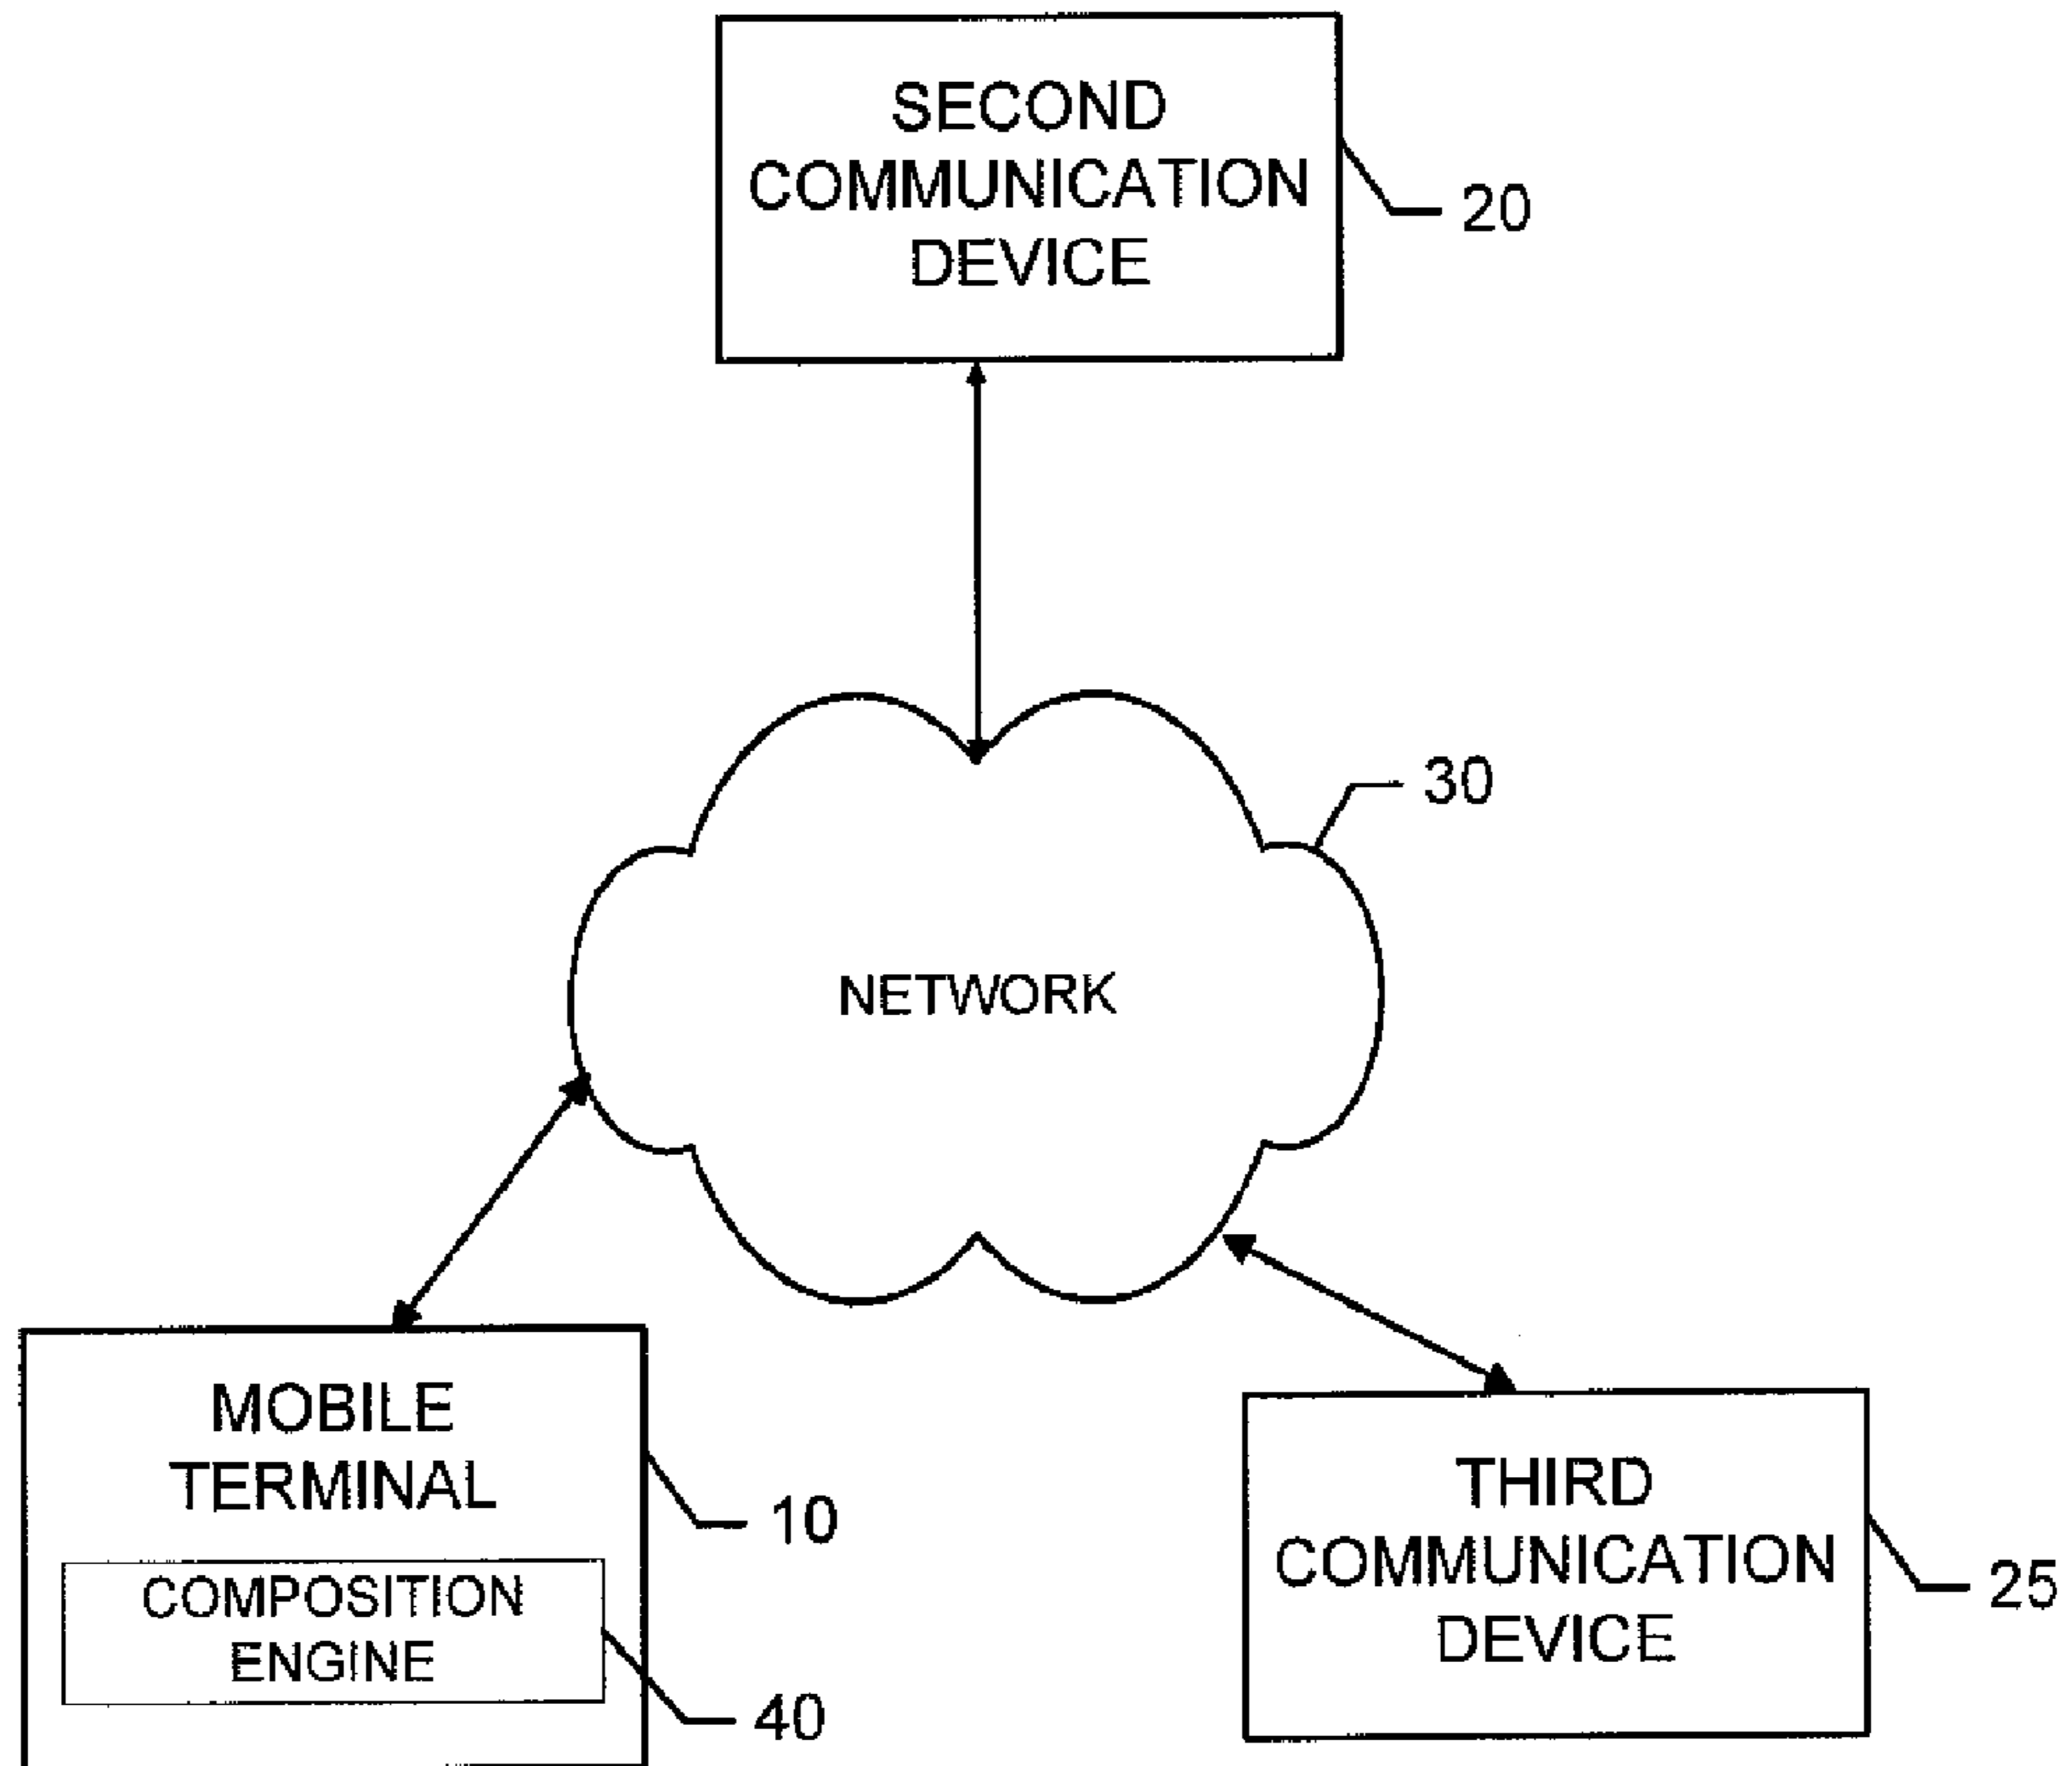 SECOND
COMMUNICATION
DEVICE
20
30
NETWORK
MOBILE
TERMINAL
10
COMPOSITION
ENGINE
40
THIRD
COMMUNICATION
DEVICE
25